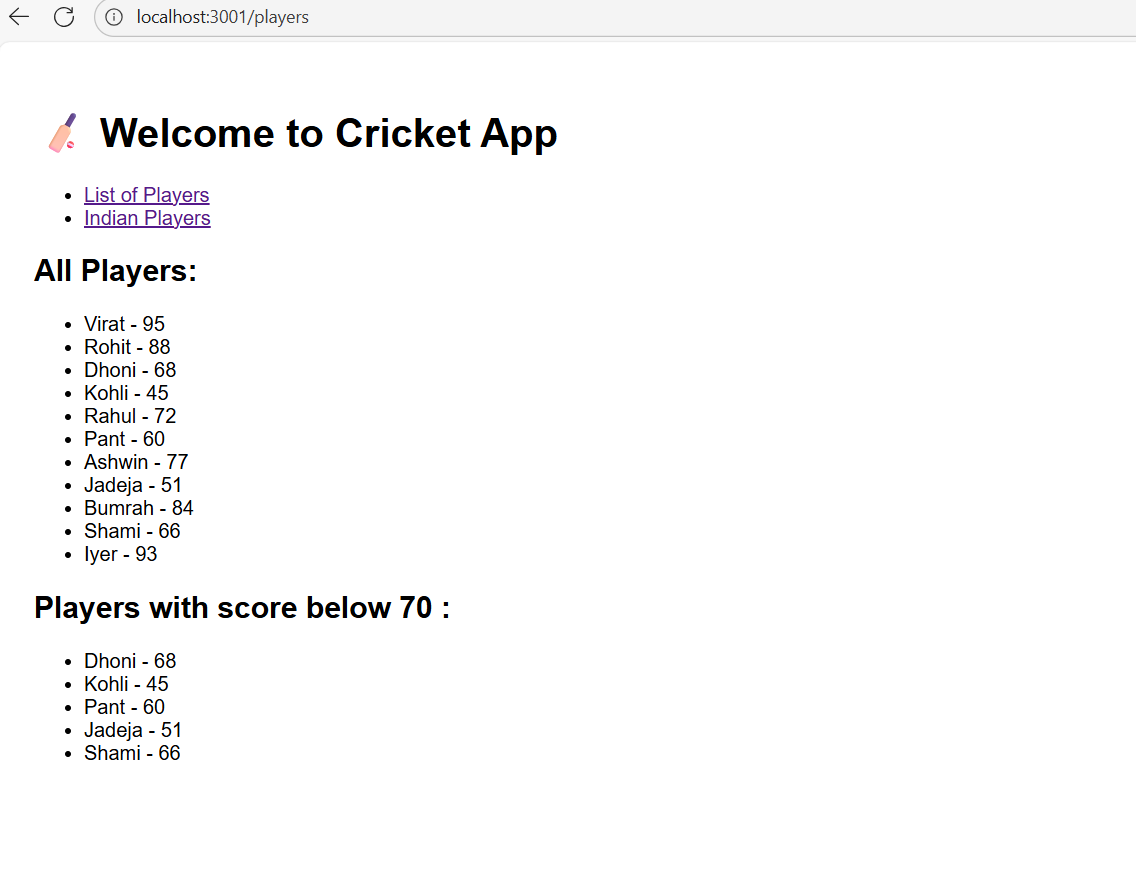 localhost:3001/players
Welcome to Cricket App
List of Players
Indian Players
All Players:
Virat - 95
Rohit - 88
Dhoni - 68
Kohli - 45
Rahul - 72
Pant - 60
Ashwin - 77
Jadeja - 51
Bumrah - 84
Shami - 66
Iyer - 93
Players with score below 70 :
Dhoni - 68
Kohli - 45
Pant - 60
Jadeja - 51
Shami - 66